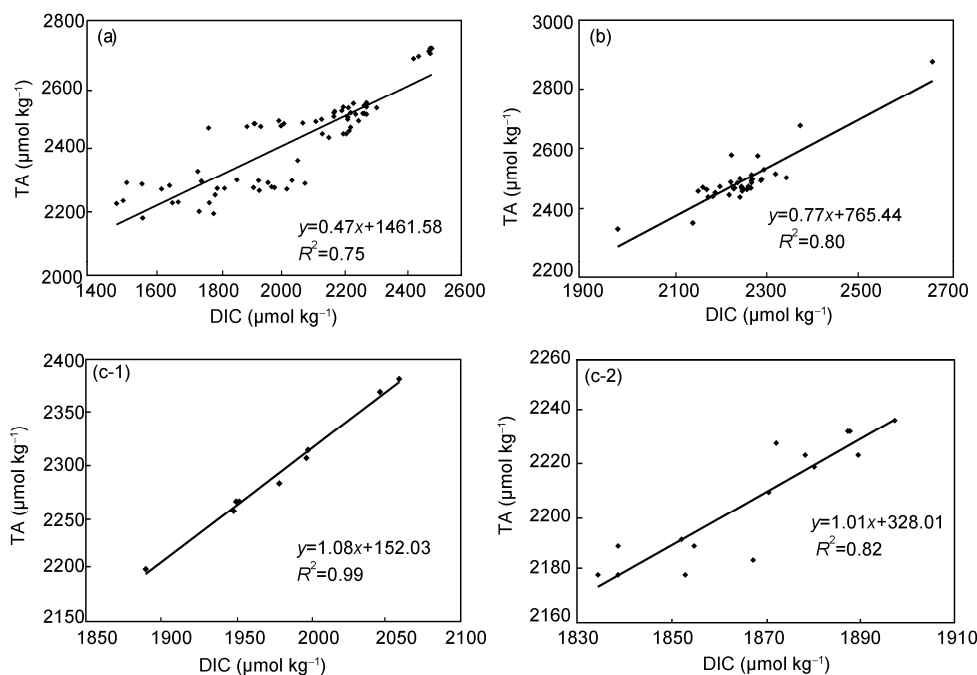 (a)
TA (μmol kg⁻¹)
2800
2600
2400
2200
2000
1400 1600 1800 2000 2200 2400 2600
DIC (μmol kg⁻¹)
y=0.47x+1461.58
R²=0.75
(b)
TA (μmol kg⁻¹)
3000
2800
2600
2400
2200
1900 2100 2300 2500 2700
DIC (μmol kg⁻¹)
y=0.77x+765.44
R²=0.80
(c-1)
TA (μmol kg⁻¹)
2400
2350
2300
2250
2200
2150
1850 1900 1950 2000 2050 2100
DIC (μmol kg⁻¹)
y=1.08x+152.03
R²=0.99
(c-2)
TA (μmol kg⁻¹)
2260
2240
2220
2200
2180
2160
1830 1850 1870 1890 1910
DIC (μmol kg⁻¹)
y=1.01x+328.01
R²=0.82